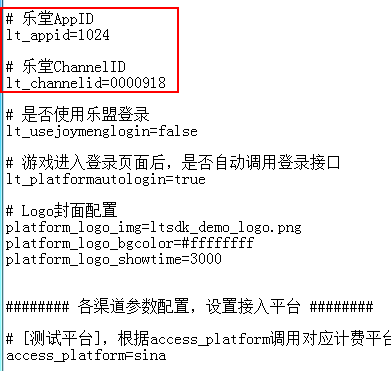 # 乐堂AppID
lt_appid=1024
# 乐堂ChannelID
lt_channelid=0000918
# 是否使用乐盟登录
lt_usejoymenglogin=false
# 游戏进入登录页面后，是否自动调用登录接口
lt_platformautologin=true
# Logo封面配置
platform_logo_img=ltsdk_demo_logo.png
platform_logo_bgcolor=#ffffffff
platform_logo_showtime=3000
######## 各渠道参数配置，设置接入平台 ########
# [测试平台]，根据access_platform调用对应计费平台
access_platform=sina